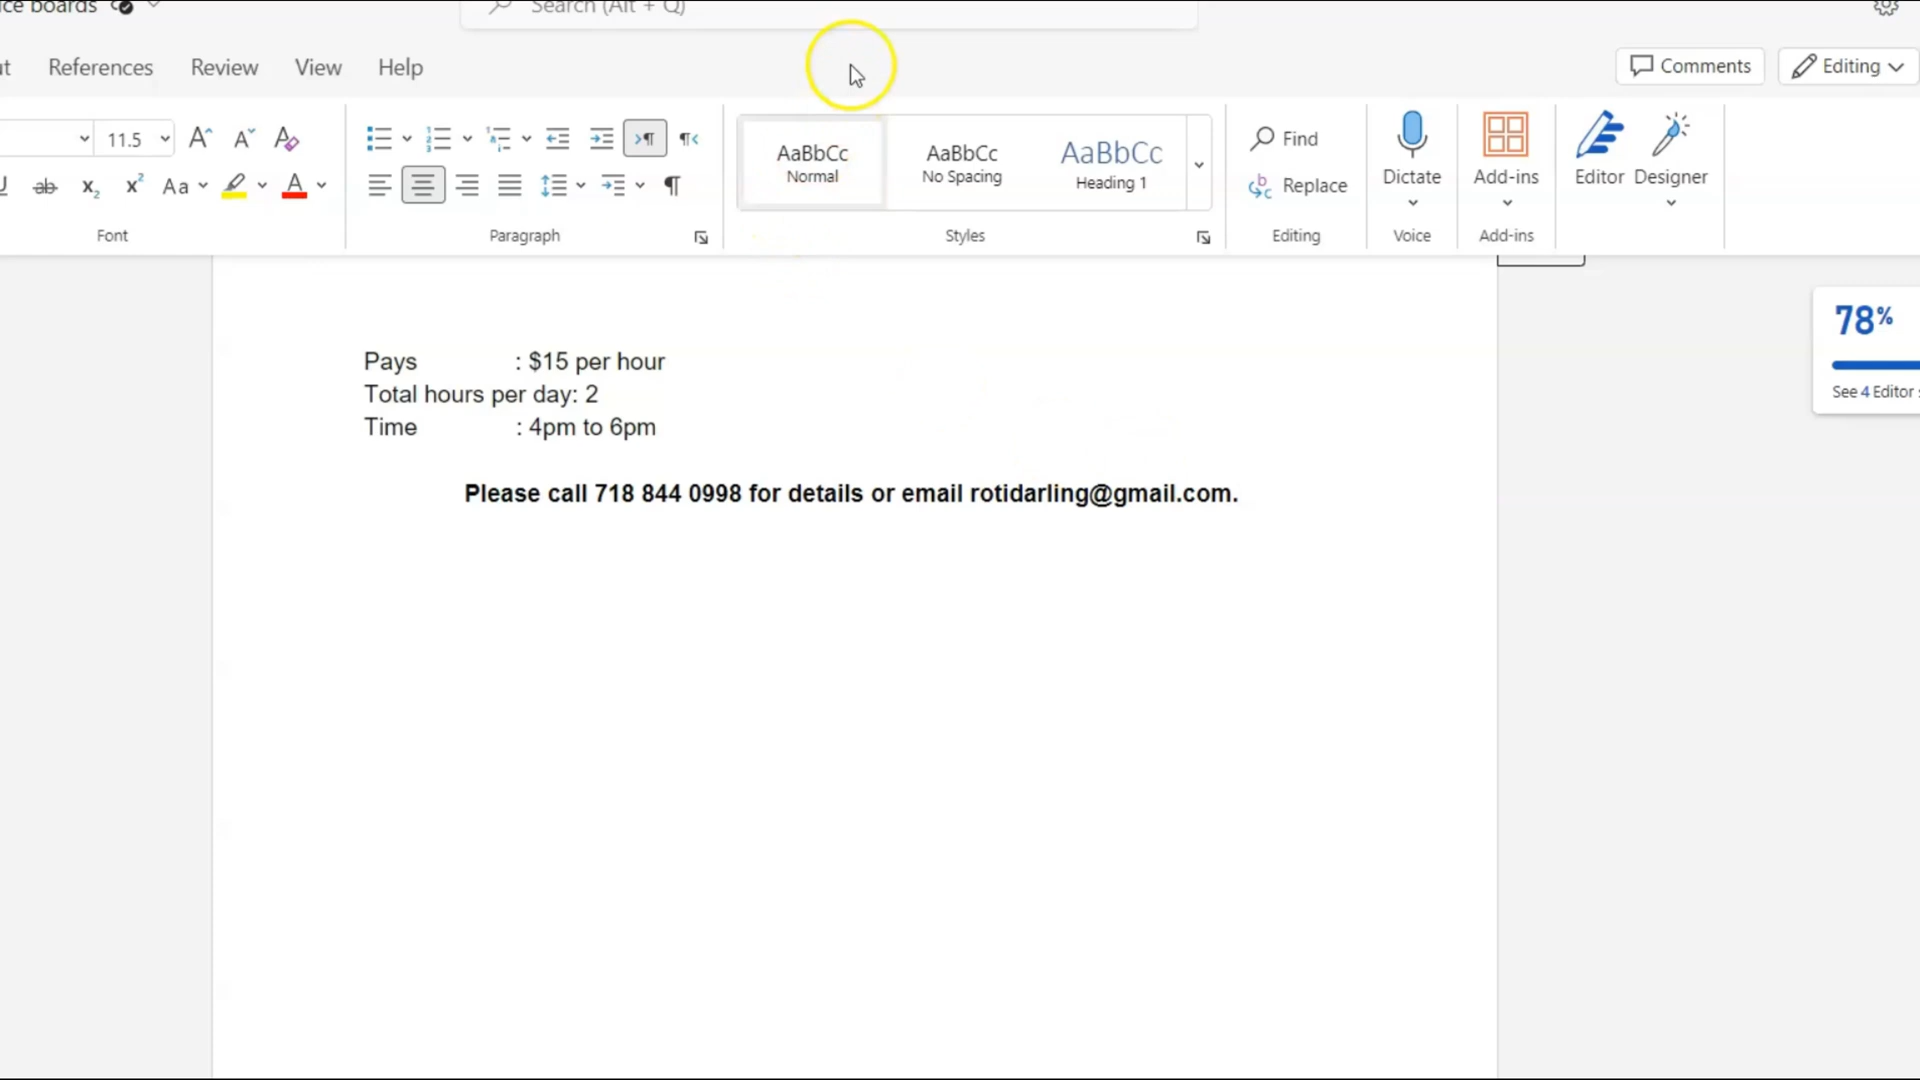 ce boards
Search (Alt + Q)
References Review View Help
Comments Editing
11.5
Aa
A
Font
Paragraph
AaBbCc
Normal
AaBbCc
No Spacing
AaBbCc
Heading 1
Styles
Find
Replace
Editing
Dictate
Voice
Add-ins
Add-ins
Editor
Designer
78%
See 4 Editor
Pays : $15 per hour
Total hours per day: 2
Time : 4pm to 6pm
Please call 718 844 0998 for details or email rotidarling@gmail.com.